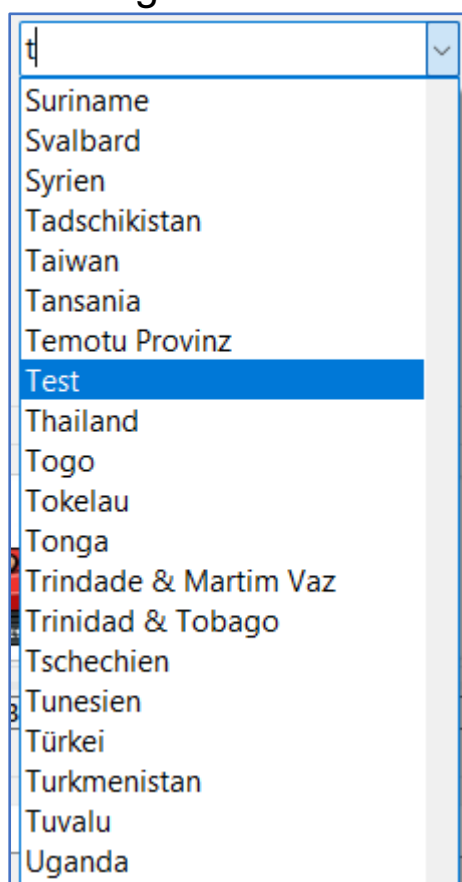 t
Suriname
Svalbard
Syrien
Tadschikistan
Taiwan
Tansania
Temotu Provinz
Test
Thailand
Togo
Tokelau
Tonga
Trindade & Martim Vaz
Trinidad & Tobago
Tschechien
Tunesien
Türkei
Turkmenistan
Tuvalu
Uganda